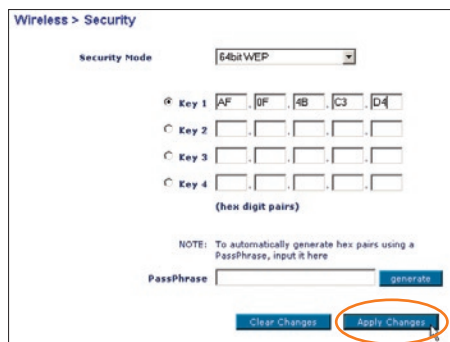 Wireless > Security
Security Mode 64bit WEP
Key 1 AF . 0F . 4B . C3 . D4
Key 2 . . . .
Key 3 . . . .
Key 4 . . . .
(hex digit pairs)
NOTE: To automatically generate hex pairs using a
PassPhrase, input it here
PassPhrase generate
Clear Changes Apply Changes